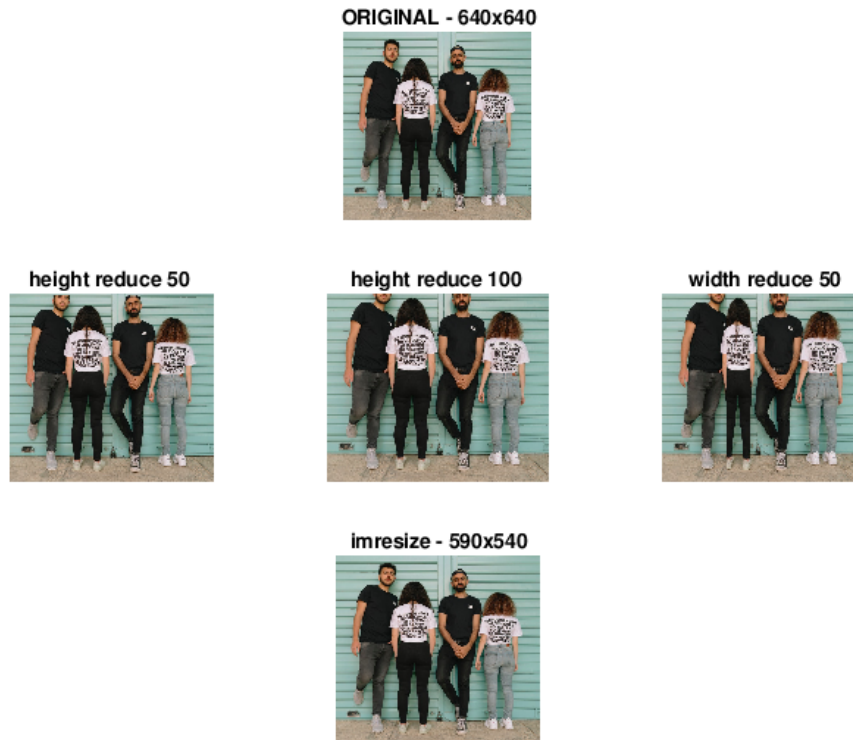 ORIGINAL - 640x640
height reduce 50
height reduce 100
width reduce 50
imresize - 590x540